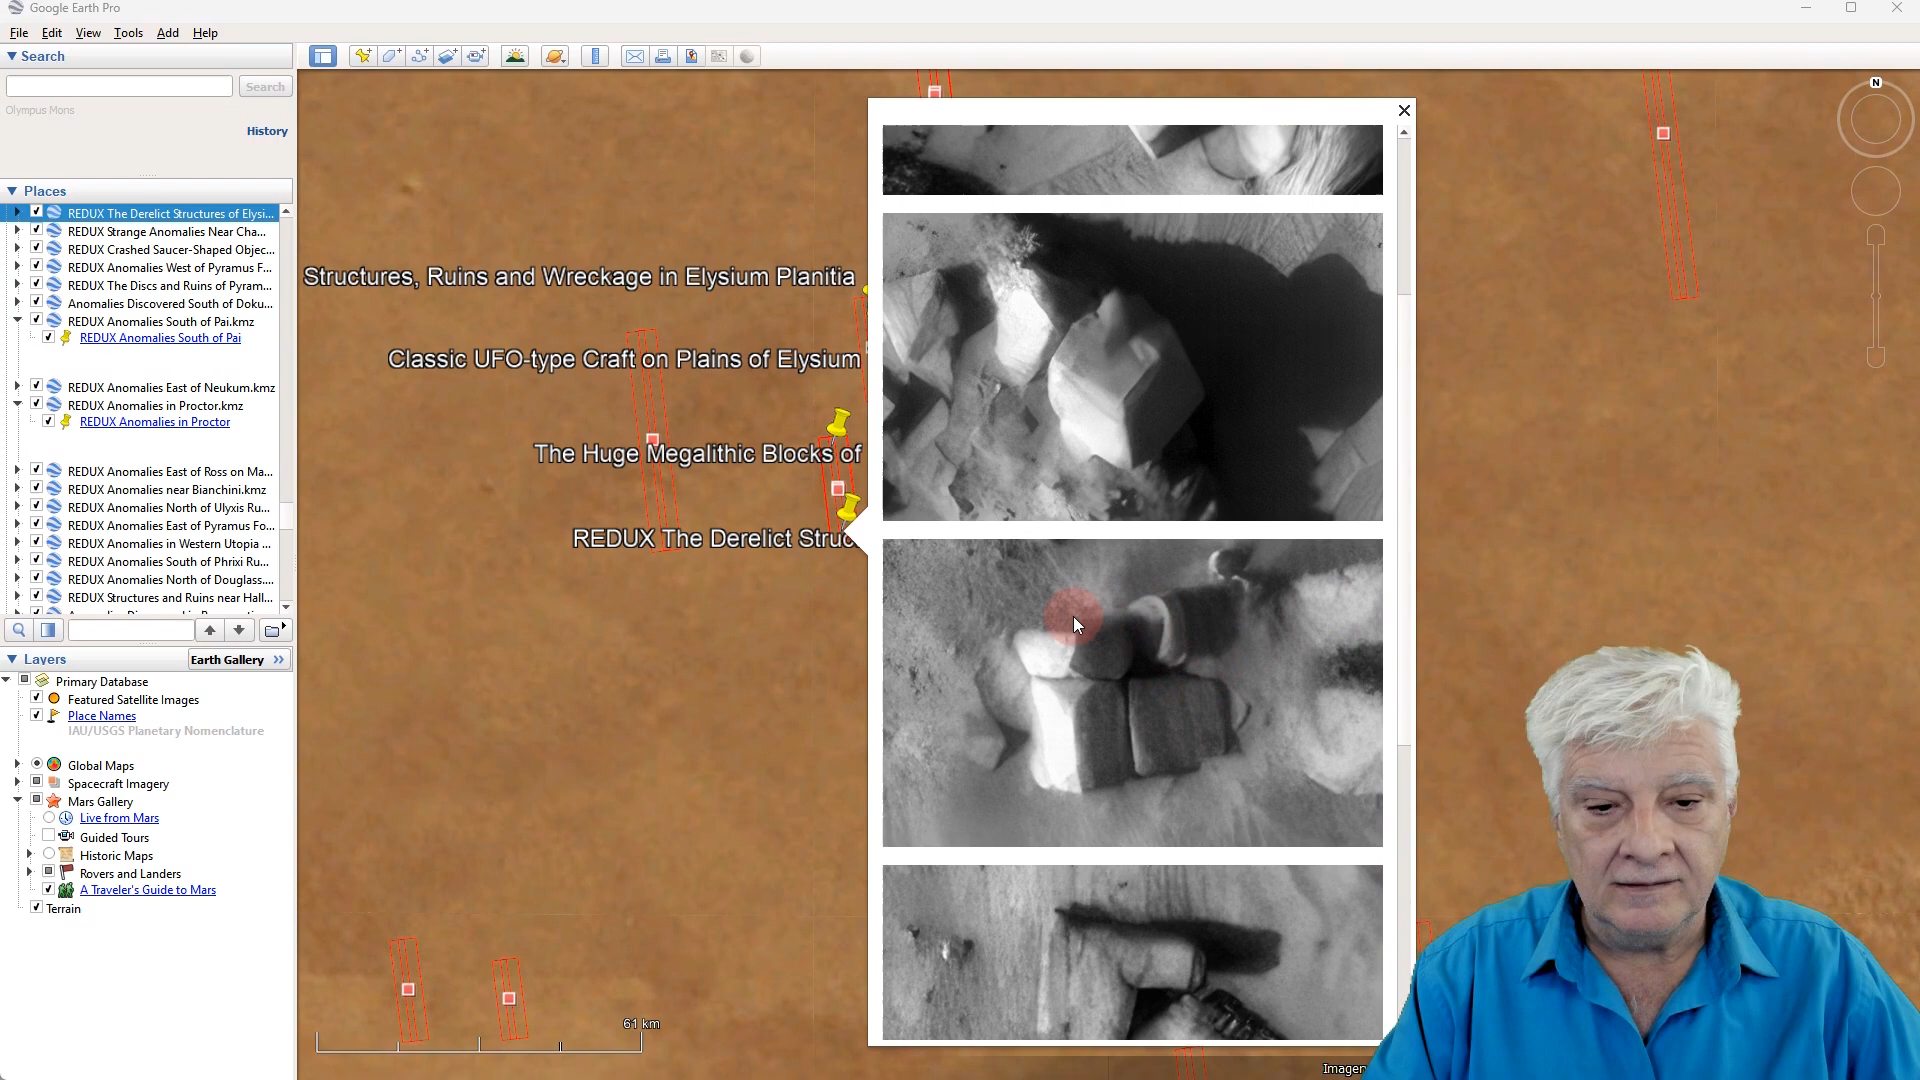 Google Earth Pro
File Edit View Tools Add Help
Search
Search
Olympus Mons
History
Places
REDUX The Derelict Structures of Elysi...
REDUX Strange Anomalies Near Cha...
REDUX Crashed Saucer-Shaped Objec...
REDUX Anomalies West of Pyramus F...
REDUX The Discs and Ruins of Pyram...
Anomalies Discovered South of Doku...
REDUX Anomalies South of Pai.kmz
REDUX Anomalies South of Pai
REDUX Anomalies East of Neukum.kmz
REDUX Anomalies in Proctor.kmz
REDUX Anomalies in Proctor
REDUX Anomalies East of Ross on Ma...
REDUX Anomalies near Bianchini.kmz
REDUX Anomalies North of Ulyxis Ru...
REDUX Anomalies East of Pyramus Fo...
REDUX Anomalies in Western Utopia ...
REDUX Anomalies South of Phrixi Ru...
REDUX Anomalies North of Douglass....
REDUX Structures and Ruins near Hall...
Layers
Earth Gallery »
Primary Database
Featured Satellite Images
Place Names
IAU/USGS Planetary Nomenclature
Global Maps
Spacecraft Imagery
Mars Gallery
Live from Mars
Guided Tours
Historic Maps
Rovers and Landers
A Traveler's Guide to Mars
Terrain
Structures, Ruins and Wreckage in Elysium Planitia
Classic UFO-type Craft on Plains of Elysium
The Huge Megalithic Blocks of
REDUX The Derelict Struc
N
61 km
Imager